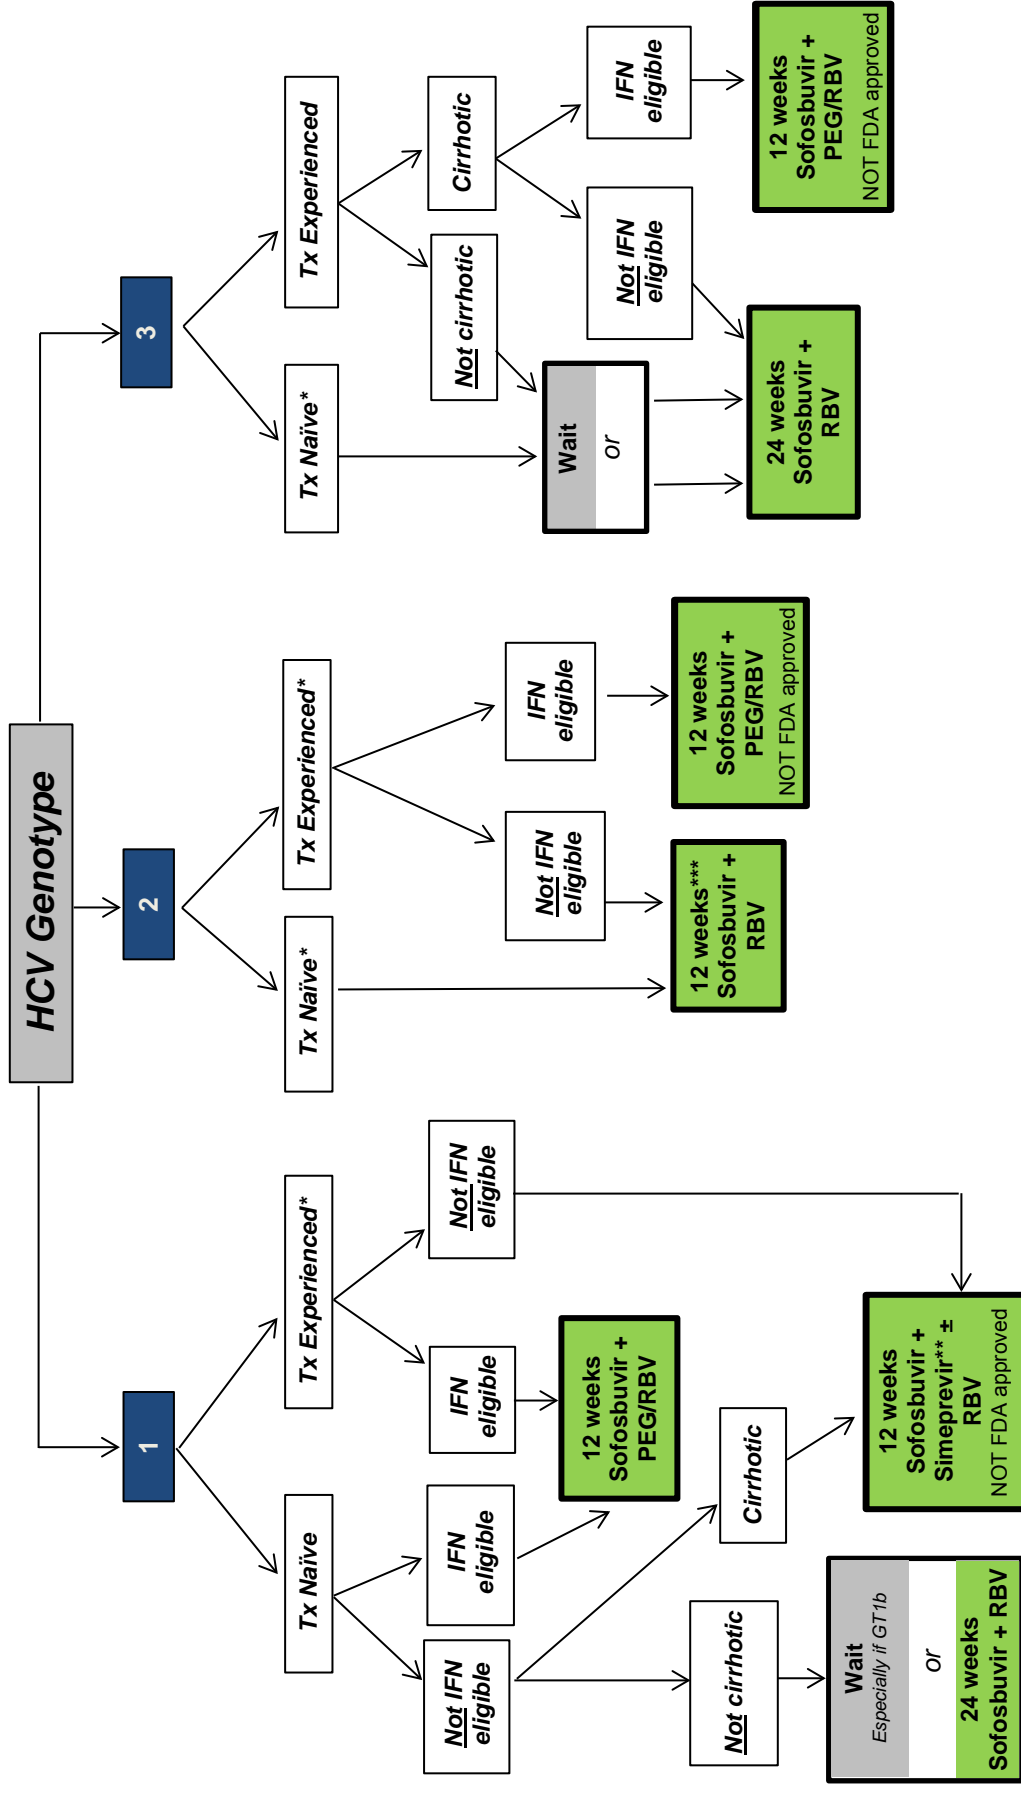 HCV Genotype
1
2
3
Tx Naïve
Tx Experienced*
Tx Naïve*
Tx Experienced*
Tx Naïve*
Tx Experienced
Not IFN
eligible
IFN
eligible
IFN
eligible
Not IFN
eligible
Not cirrhotic
Cirrhotic
Not IFN
eligible
IFN
eligible
Not IFN
eligible
IFN
eligible
12 weeks
Sofosbuvir +
PEG/RBV
Wait
or
Not cirrhotic
Cirrhotic
12 weeks***
Sofosbuvir +
RBV
12 weeks
Sofosbuvir +
PEG/RBV
NOT FDA approved
24 weeks
Sofosbuvir +
RBV
12 weeks
Sofosbuvir +
PEG/RBV
NOT FDA approved
Wait
Especially if GT1b
or
24 weeks
Sofosbuvir + RBV
12 weeks
Sofosbuvir +
Simeprevir** ±
RBV
NOT FDA approved